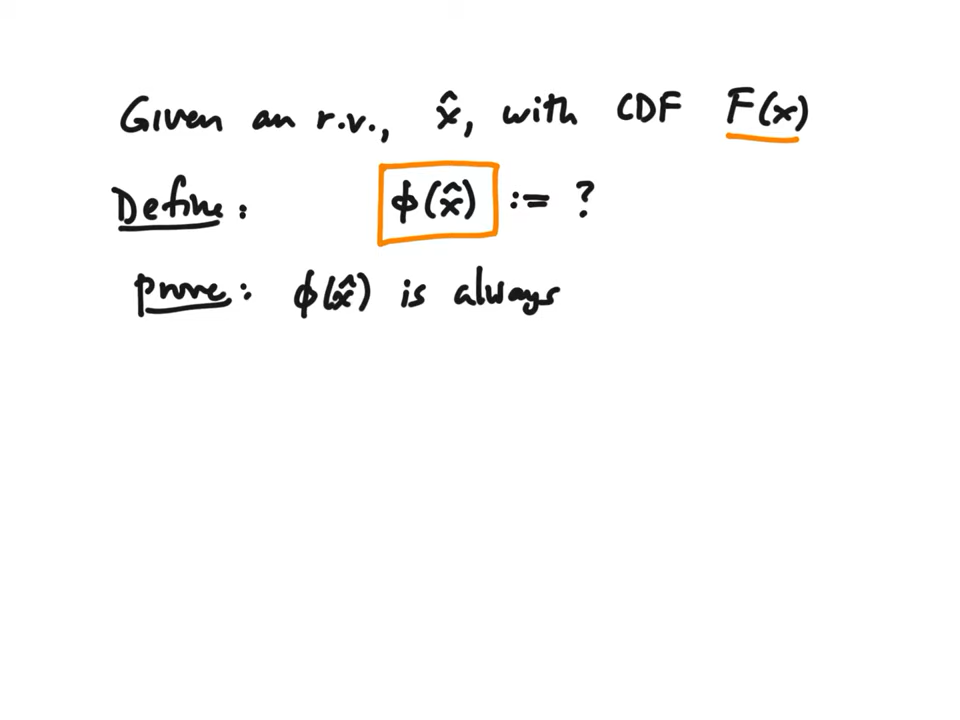 Given an r.v., x̂, with CDF F(x)
Define: ϕ(x̂) := ?
prove: ϕ(x̂) is always